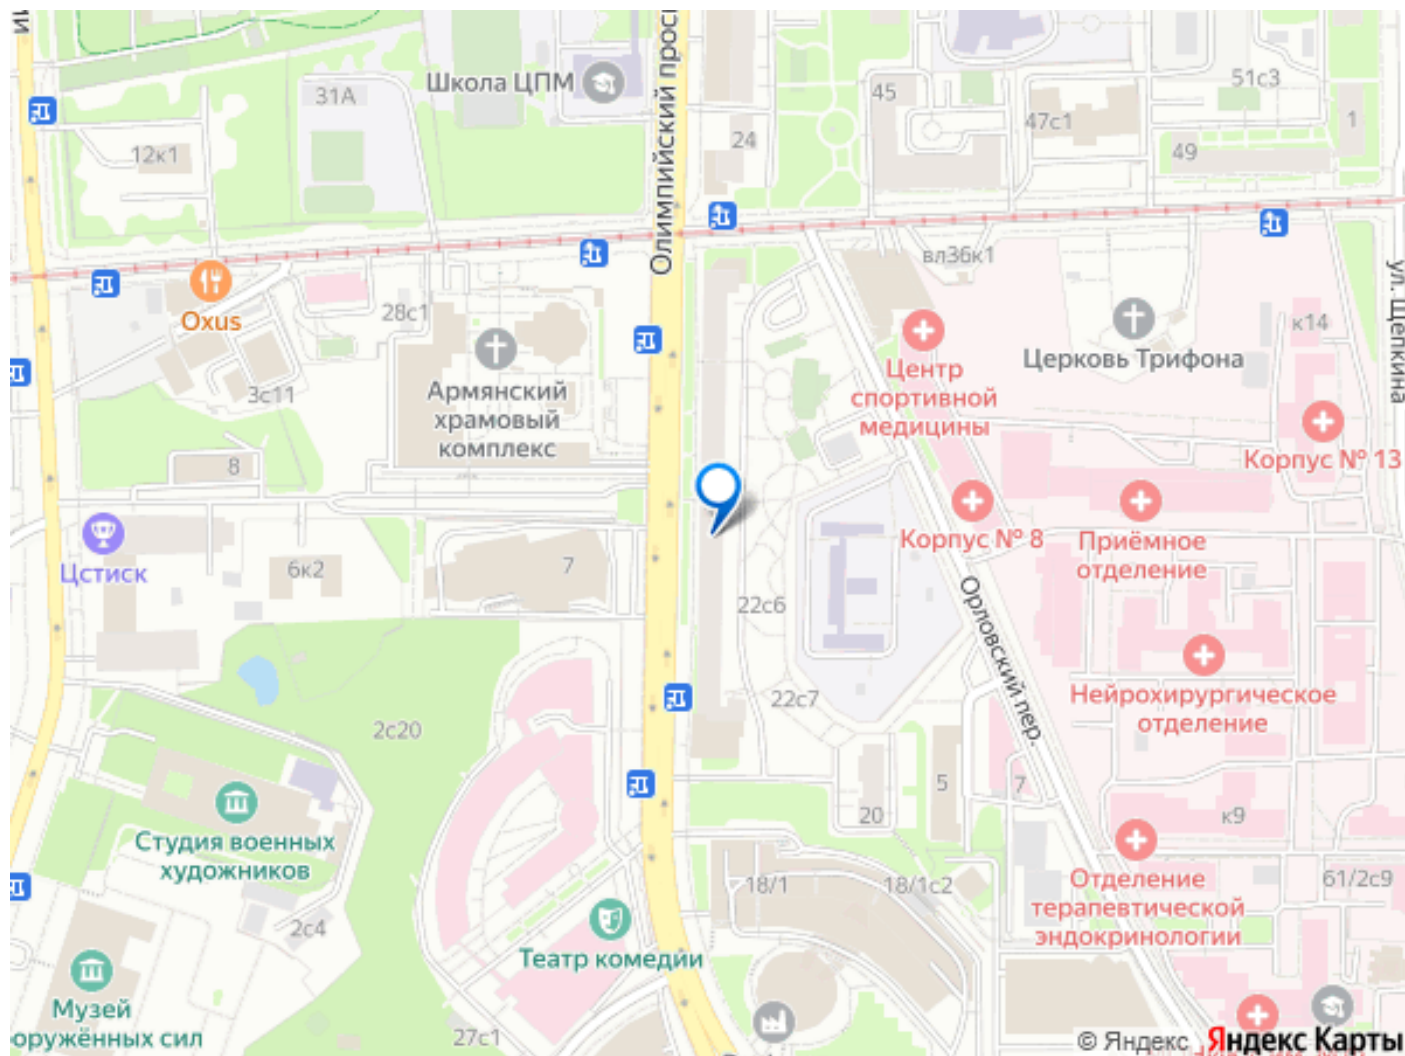 Школа ЦПМ
31А
12к1
Олимпийский
24
45
47с1
51с3
49
1
вл36к1
ул. Щепкина
Oxus
28с1
3с11
Армянский
храмовый
комплекс
Центр
спортивной
медицины
Церковь Трифона
к14
Корпус № 13
8
Цстиск
6к2
7
Корпус № 8
Приёмное
отделение
22с6
Орловский пер.
22с7
Нейрохирургическое
отделение
2с20
5
7
20
к9
Студия военных
художников
18/1
18/1с2
Отделение
терапевтической
эндокринологии
61/2с9
2с4
Театр комедии
Музей
27с1
© Яндекс Яндекс Карты